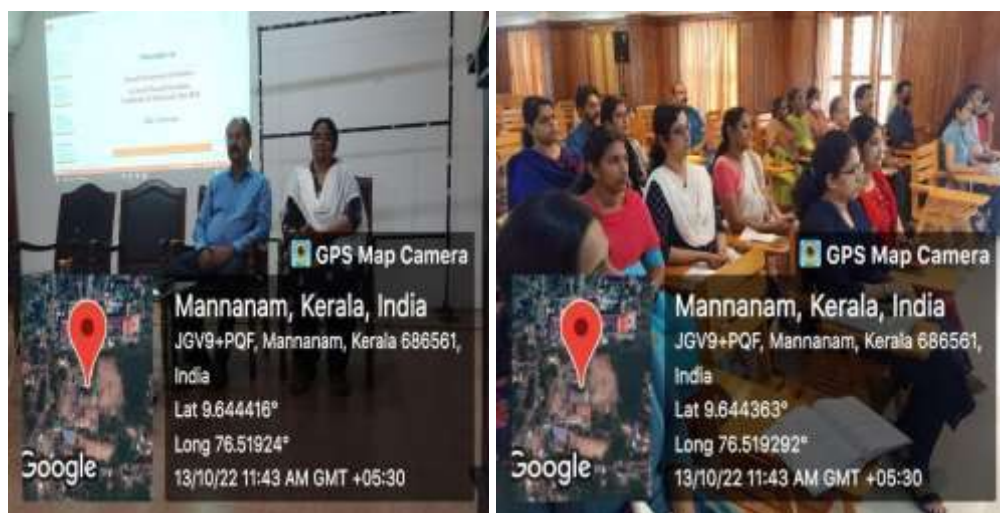 GPS Map Camera
Mannanam, Kerala, India
JGV9+PQF, Mannanam, Kerala 686561,
India
Lat 9.644416°
Long 76.51924°
13/10/22 11:43 AM GMT +05:30
Google
GPS Map Camera
Mannanam, Kerala, India
JGV9+PQF, Mannanam, Kerala 686561,
India
Lat 9.644363°
Long 76.519292°
13/10/22 11:43 AM GMT +05:30
Google